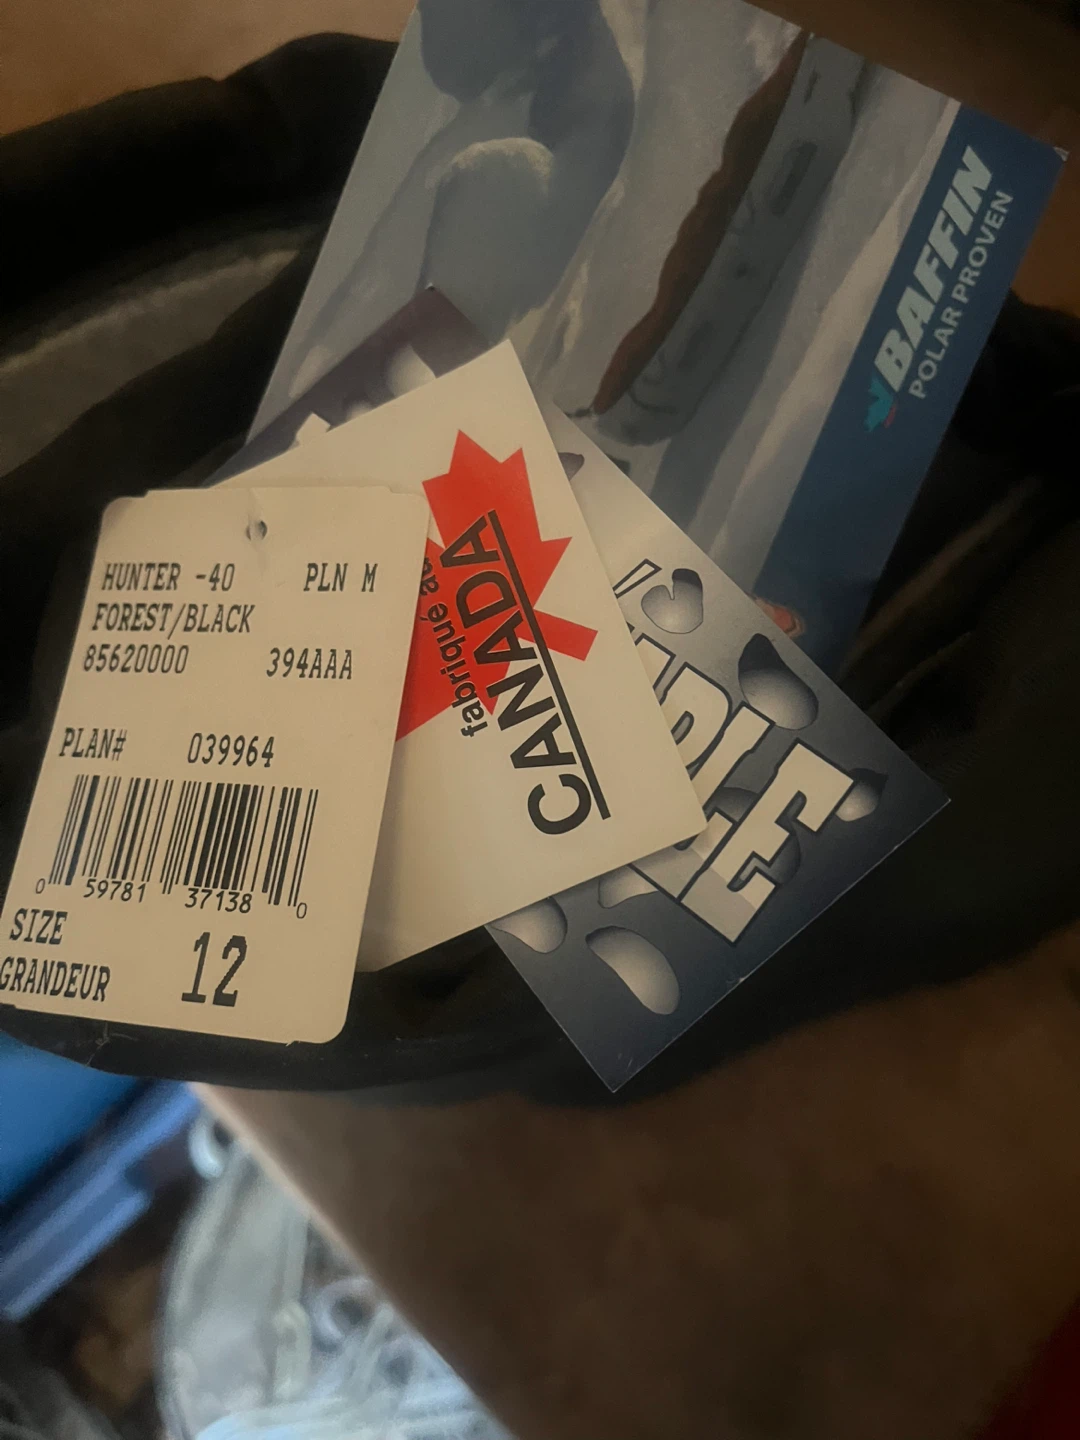 BAFFIN
POLAR PROVEN
HUNTER -40 PLN M
FOREST/BLACK
85620000 394AAA
PLAN# 039964
0 59781 37138 0
SIZE
GRANDEUR 12
fabriqué au
CANADA